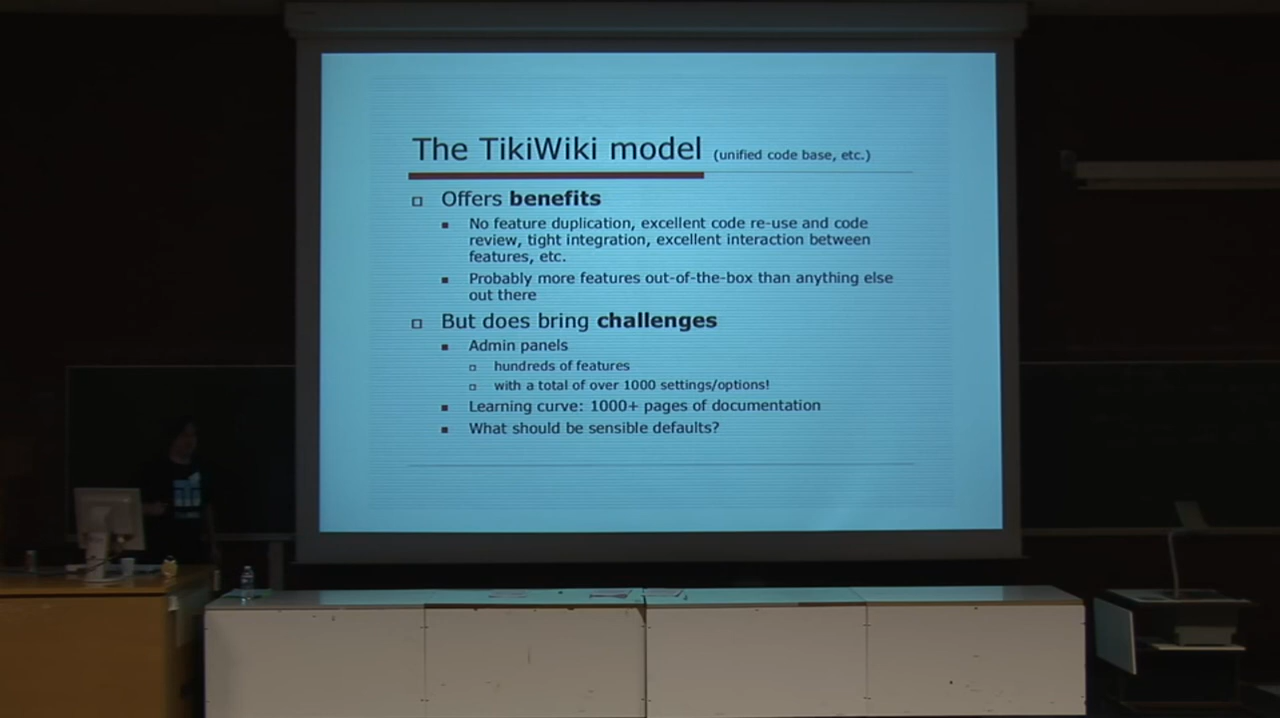 The TikiWiki model (unified code base, etc.)
Offers benefits
No feature duplication, excellent code re-use and code
review, tight integration, excellent interaction between
features, etc.
Probably more features out-of-the-box than anything else
out there
But does bring challenges
Admin panels
hundreds of features
with a total of over 1000 settings/options!
Learning curve: 1000+ pages of documentation
What should be sensible defaults?